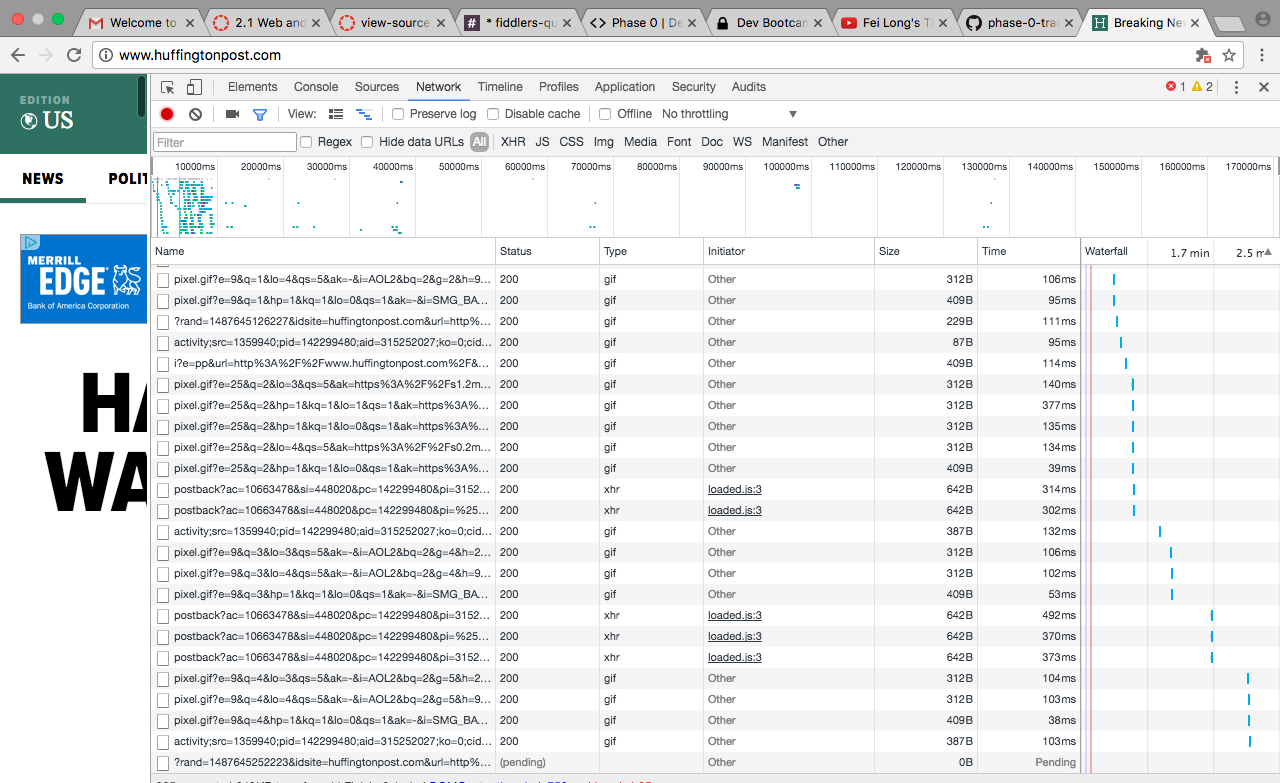 Welcome to
2.1 Web and
view-source
* fiddlers-qu
Phase 0 | De
Dev Bootcam
Fei Long's Th
phase-0-trac
Breaking Nev
www.huffingtonpost.com
EDITION
US
NEWS POLIT
MERRILL
EDGE®
Bank of America Corporation
HA
WA
Elements Console Sources Network Timeline Profiles Application Security Audits 1 2
View: Preserve log Disable cache Offline No throttling
Filter Regex Hide data URLs All XHR JS CSS Img Media Font Doc WS Manifest Other
10000ms 20000ms 30000ms 40000ms 50000ms 60000ms 70000ms 80000ms 90000ms 100000ms 110000ms 120000ms 130000ms 140000ms 150000ms 160000ms 170000ms
Name Status Type Initiator Size Time Waterfall 1.7 min 2.5 m
pixel.gif?e=9&q=1&lo=4&qs=5&ak=-&i=AOL2&bq=2&g=2&h=9... 200 gif Other 312B 106ms
pixel.gif?e=9&q=1&hp=1&kq=1&lo=0&qs=1&ak=-&i=SMG_BA... 200 gif Other 409B 95ms
?rand=1487645126227&idsite=huffingtonpost.com&url=http%... 200 gif Other 229B 111ms
activity;src=1359940;pid=142299480;aid=315252027;ko=0;cid... 200 gif Other 87B 95ms
i?e=pp&url=http%3A%2F%2Fwww.huffingtonpost.com%2F&... 200 gif Other 409B 114ms
pixel.gif?e=25&q=2&lo=3&qs=5&ak=https%3A%2F%2Fs1.2m... 200 gif Other 312B 140ms
pixel.gif?e=25&q=2&hp=1&kq=1&lo=1&qs=1&ak=https%3A%... 200 gif Other 312B 377ms
pixel.gif?e=25&q=2&hp=1&kq=1&lo=0&qs=1&ak=https%3A%... 200 gif Other 312B 135ms
pixel.gif?e=25&q=2&lo=4&qs=5&ak=https%3A%2F%2Fs0.2m... 200 gif Other 312B 134ms
pixel.gif?e=25&q=2&hp=1&kq=1&lo=0&qs=1&ak=https%3A%... 200 gif Other 409B 39ms
postback?ac=10663478&si=448020&pc=142299480&pi=3152... 200 xhr loaded.js:3 642B 314ms
postback?ac=10663478&si=448020&pc=142299480&pi=%25... 200 xhr loaded.js:3 642B 302ms
activity;src=1359940;pid=142299480;aid=315252027;ko=0;cid... 200 gif Other 387B 132ms
pixel.gif?e=9&q=3&lo=3&qs=5&ak=-&i=AOL2&bq=2&g=4&h=2... 200 gif Other 312B 106ms
pixel.gif?e=9&q=3&lo=4&qs=5&ak=-&i=AOL2&bq=2&g=4&h=9... 200 gif Other 312B 102ms
pixel.gif?e=9&q=3&hp=1&kq=1&lo=0&qs=1&ak=-&i=SMG_BA... 200 gif Other 409B 53ms
postback?ac=10663478&si=448020&pc=142299480&pi=3152... 200 xhr loaded.js:3 642B 492ms
postback?ac=10663478&si=448020&pc=142299480&pi=%25... 200 xhr loaded.js:3 642B 370ms
postback?ac=10663478&si=448020&pc=142299480&pi=3152... 200 xhr loaded.js:3 642B 373ms
pixel.gif?e=9&q=4&lo=3&qs=5&ak=-&i=AOL2&bq=2&g=5&h=2... 200 gif Other 312B 104ms
pixel.gif?e=9&q=4&lo=4&qs=5&ak=-&i=AOL2&bq=2&g=5&h=9... 200 gif Other 312B 103ms
pixel.gif?e=9&q=4&hp=1&kq=1&lo=0&qs=1&ak=-&i=SMG_BA... 200 gif Other 409B 38ms
activity;src=1359940;pid=142299480;aid=315252027;ko=0;cid... 200 gif Other 387B 103ms
?rand=1487645252223&idsite=huffingtonpost.com&url=http%... (pending) Other 0B Pending